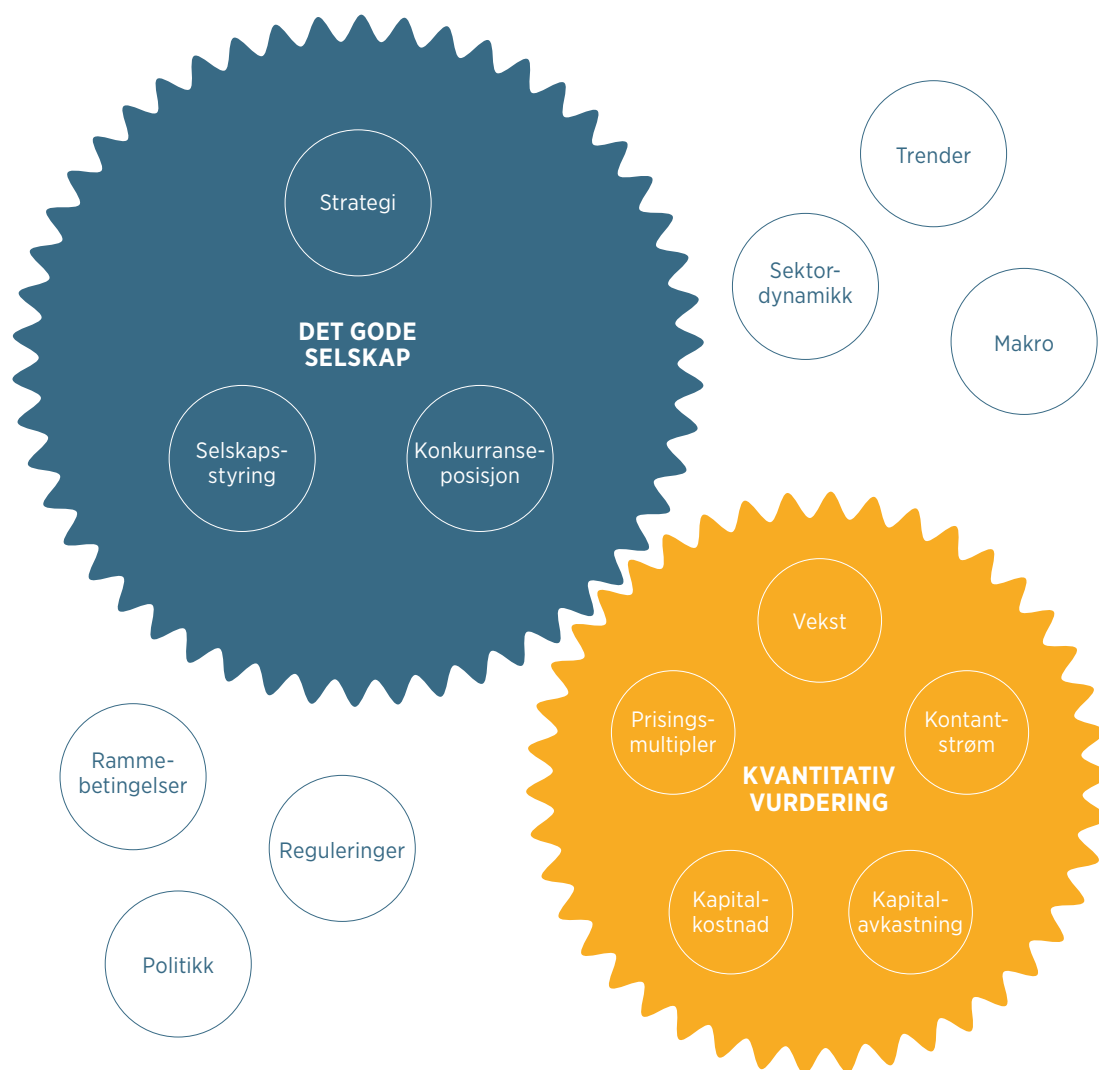 Strategi
DET GODE
SELSKAP
Selskaps-
styring
Konkurranse-
posisjon
Trender
Sektor-
dynamikk
Makro
Vekst
Prisings-
multipler
Kontant-
strøm
KVANTITATIV
VURDERING
Kapital-
kostnad
Kapital-
avkastning
Ramme-
betingelser
Reguleringer
Politikk